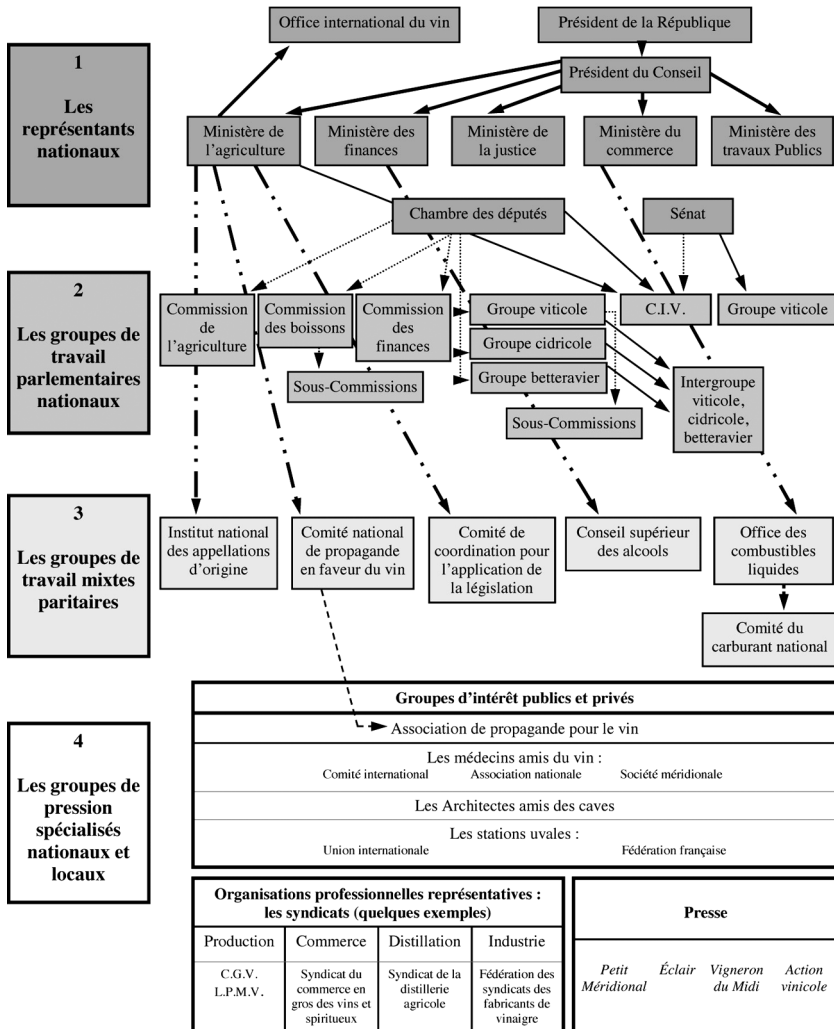 Office international du vin
Président de la République
1
Les
représentants
nationaux
Président du Conseil
Ministère de
l'agriculture
Ministère des
finances
Ministère de
la justice
Ministère du
commerce
Ministère des
travaux Publics
Chambre des députés
Sénat
2
Les groupes de
travail
parlementaires
nationaux
Commission
de
l'agriculture
Commission
des boissons
Commission
des
finances
Groupe viticole
C.I.V.
Groupe viticole
Groupe cidricole
Groupe betteravier
Sous-Commissions
Sous-Commissions
Intergroupe
viticole,
cidricole,
betteravier
3
Les groupes de
travail mixtes
paritaires
Institut national
des appellations
d'origine
Comité national
de propagande
en faveur du vin
Comité de
coordination pour
l'application de
la législation
Conseil supérieur
des alcools
Office des
combustibles
liquides
Comité du
carburant national
4
Les groupes de
pression
spécialisés
nationaux et
locaux
Groupes d'intérêt publics et privés
Association de propagande pour le vin
Les médecins amis du vin :
Comité international Association nationale Société méridionale
Les Architectes amis des caves
Les stations uvales :
Union internationale Fédération française
Organisations professionnelles représentatives :
les syndicats (quelques exemples)
Production Commerce Distillation Industrie
C.G.V.
L.P.M.V.
Syndicat du
commerce en
gros des vins et
spiritueux
Syndicat de la
distillerie
agricole
Fédération des
syndicats des
fabricants de
vinaigre
Presse
Petit
Méridional
Éclair
Vigneron
du Midi
Action
vinicole